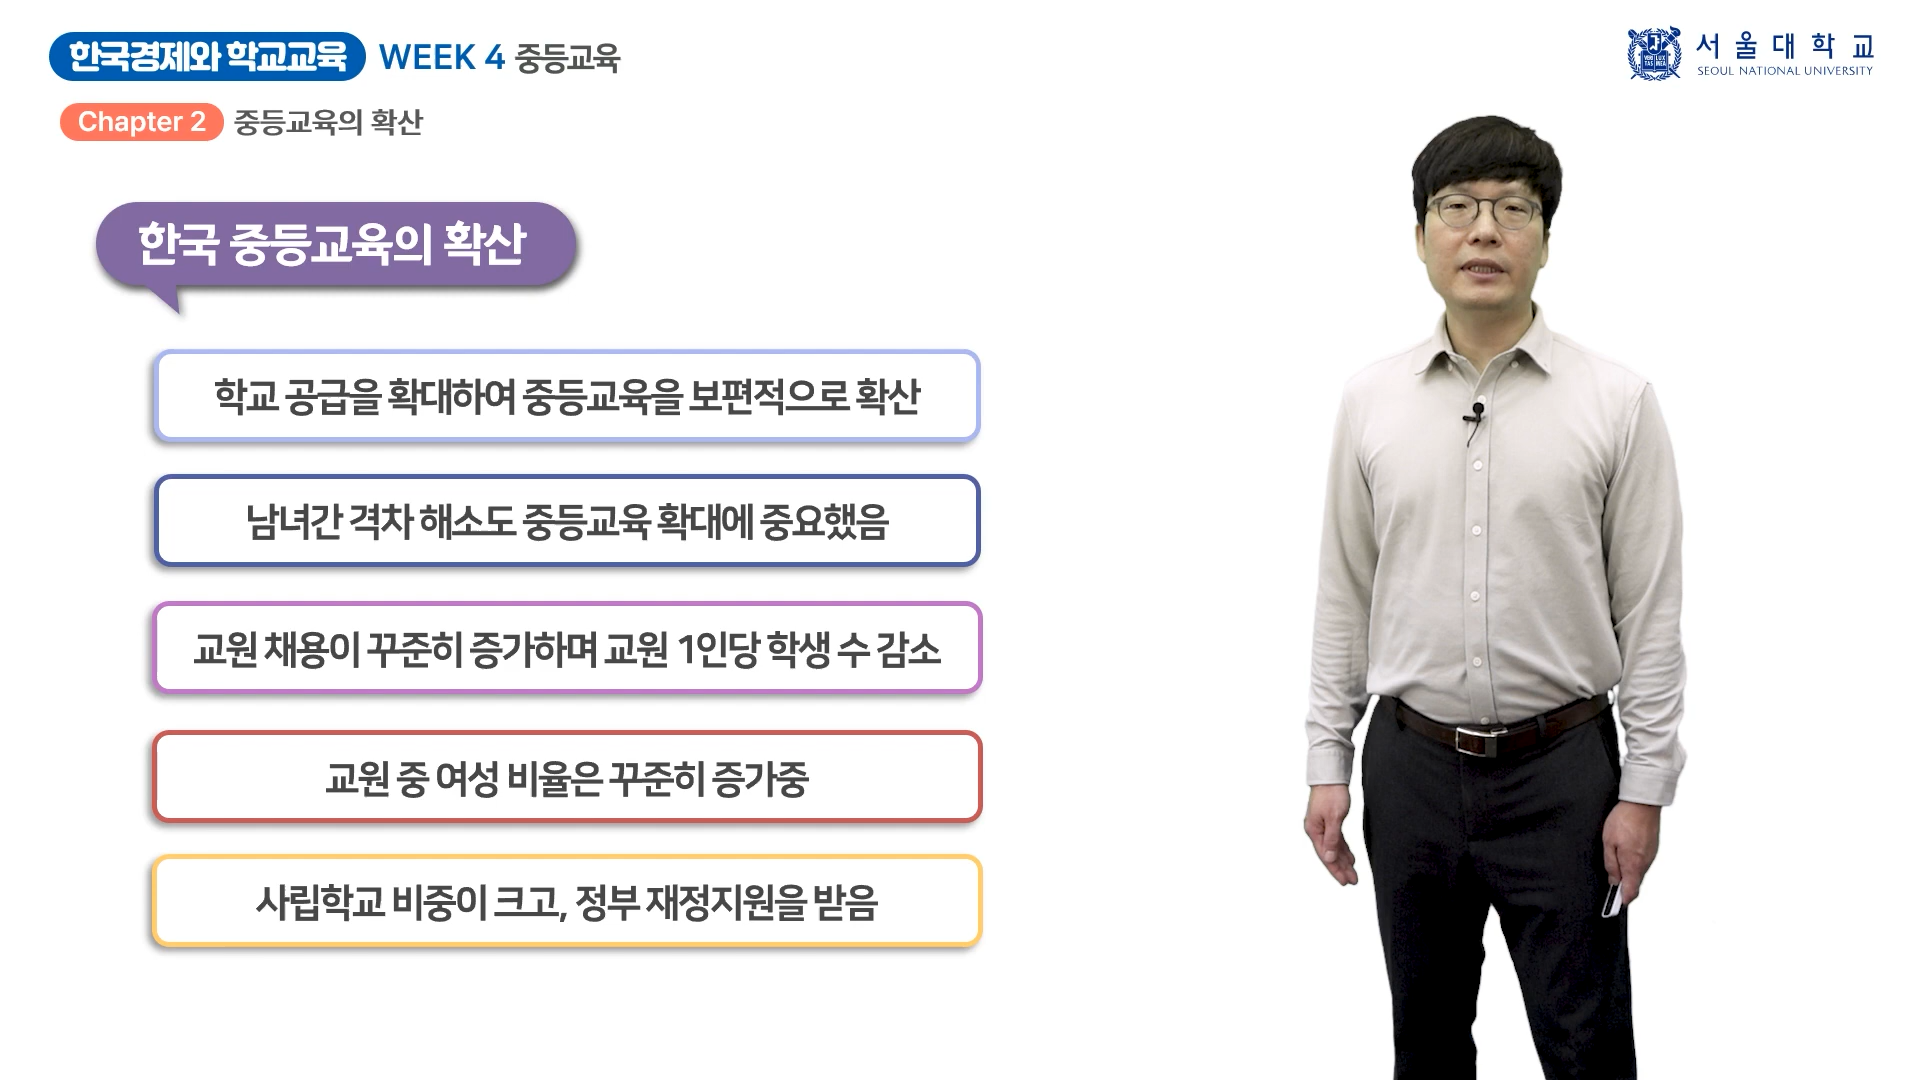 한국경제와 학교교육 WEEK 4 중등교육
서울대학교
SEOUL NATIONAL UNIVERSITY
Chapter 2 중등교육의 확산
한국 중등교육의 확산
학교 공급을 확대하여 중등교육을 보편적으로 확산
남녀간 격차 해소도 중등교육 확대에 중요했음
교원 채용이 꾸준히 증가하며 교원 1인당 학생 수 감소
교원 중 여성 비율은 꾸준히 증가중
사립학교 비중이 크고, 정부 재정지원을 받음